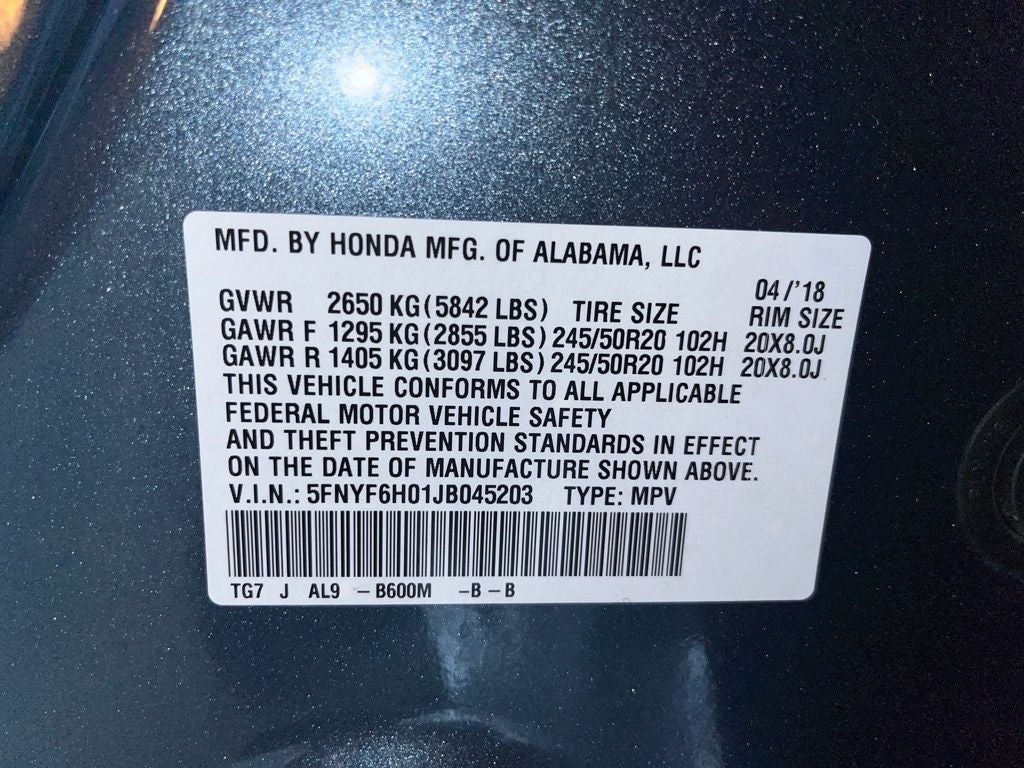 MFD. BY HONDA MFG. OF ALABAMA, LLC
04/'18
GVWR 2650 KG(5842 LBS) TIRE SIZE RIM SIZE
GAWR F 1295 KG(2855 LBS) 245/50R20 102H 20X8.0J
GAWR R 1405 KG(3097 LBS) 245/50R20 102H 20X8.0J
THIS VEHICLE CONFORMS TO ALL APPLICABLE
FEDERAL MOTOR VEHICLE SAFETY
AND THEFT PREVENTION STANDARDS IN EFFECT
ON THE DATE OF MANUFACTURE SHOWN ABOVE.
V.I.N.: 5FNYF6H01JB045203 TYPE: MPV
TG7 J AL9 -B600M -B-B